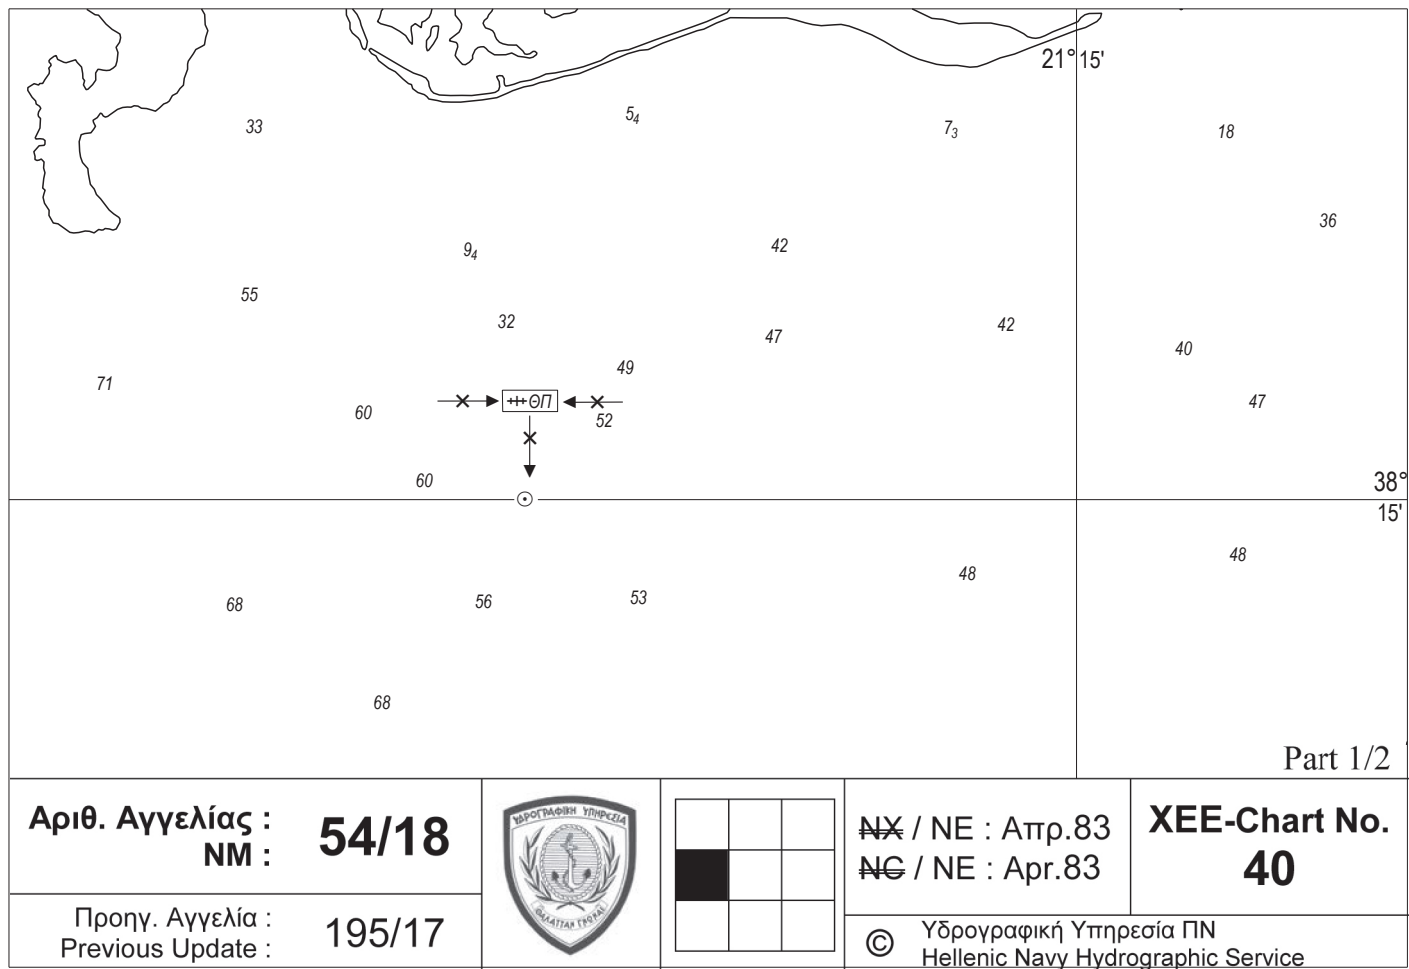 21° 15'
33
5₄
7₃
18
36
9₄
42
55
32
47
42
40
49
71
60
ΘΠ
52
47
60
38°
15'
48
48
68
56
53
68
Part 1/2
Αριθ. Αγγελίας :
NM :
54/18
Προηγ. Αγγελία :
Previous Update :
195/17
ΥΔΡΟΓΡΑΦΙΚΗ ΥΠΗΡΕΣΙΑ
NX / NE : Απρ.83
NC / NE : Apr.83
XEE-Chart No.
40
© Υδρογραφική Υπηρεσία ΠΝ
Hellenic Navy Hydrographic Service